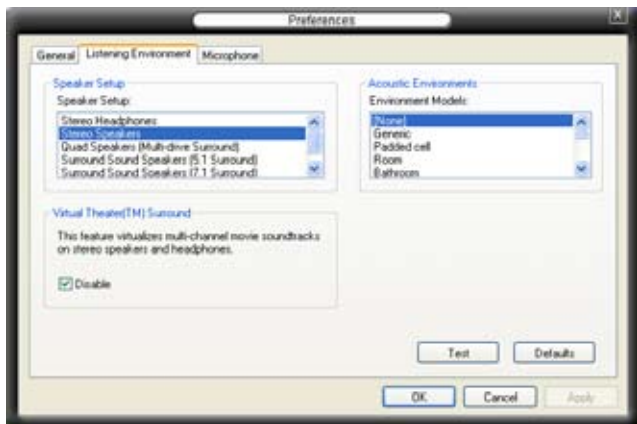 Preferences
General Listening Environment Microphone
Speaker Setup
Speaker Setup:
Stereo Headphones
Stereo Speakers
Quad Speakers (Multi-drive Surround)
Surround Sound Speakers (5.1 Surround)
Surround Sound Speakers (7.1 Surround)
Acoustic Environments
Environment Models:
(None)
Generic
Padded cell
Room
Bathroom
Virtual Theater(TM) Surround
This feature virtualizes multi-channel movie soundtracks
on stereo speakers and headphones.
Disable
Test Defaults
OK Cancel Apply